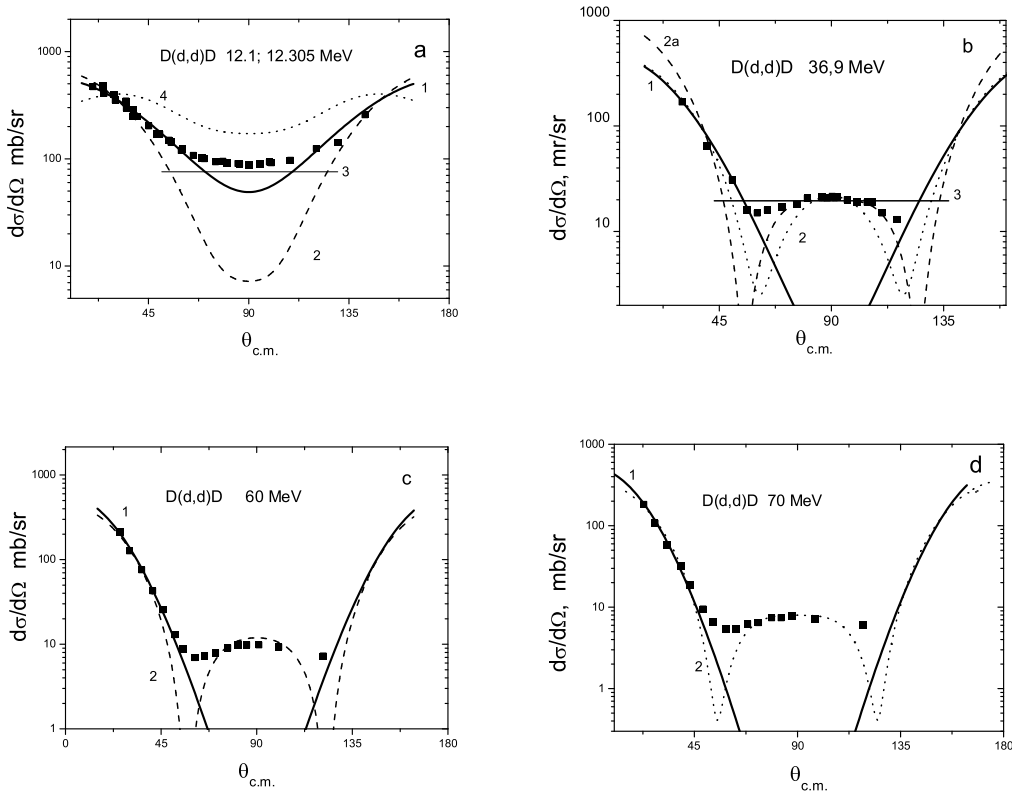 a
D(d,d)D 12.1; 12.305 MeV
1000
100
10
dσ/dΩ mb/sr
4
1
3
2
45
90
135
180
θc.m.
b
D(d,d)D 36,9 MeV
1000
100
10
dσ/dΩ, mr/sr
2a
1
3
2
45
90
135
θc.m.
c
D(d,d)D 60 MeV
1000
100
10
1
dσ/dΩ mb/sr
1
2
0
45
90
135
180
θc.m.
d
D(d,d)D 70 MeV
1000
100
10
1
dσ/dΩ, mb/sr
1
2
45
90
135
180
θc.m.